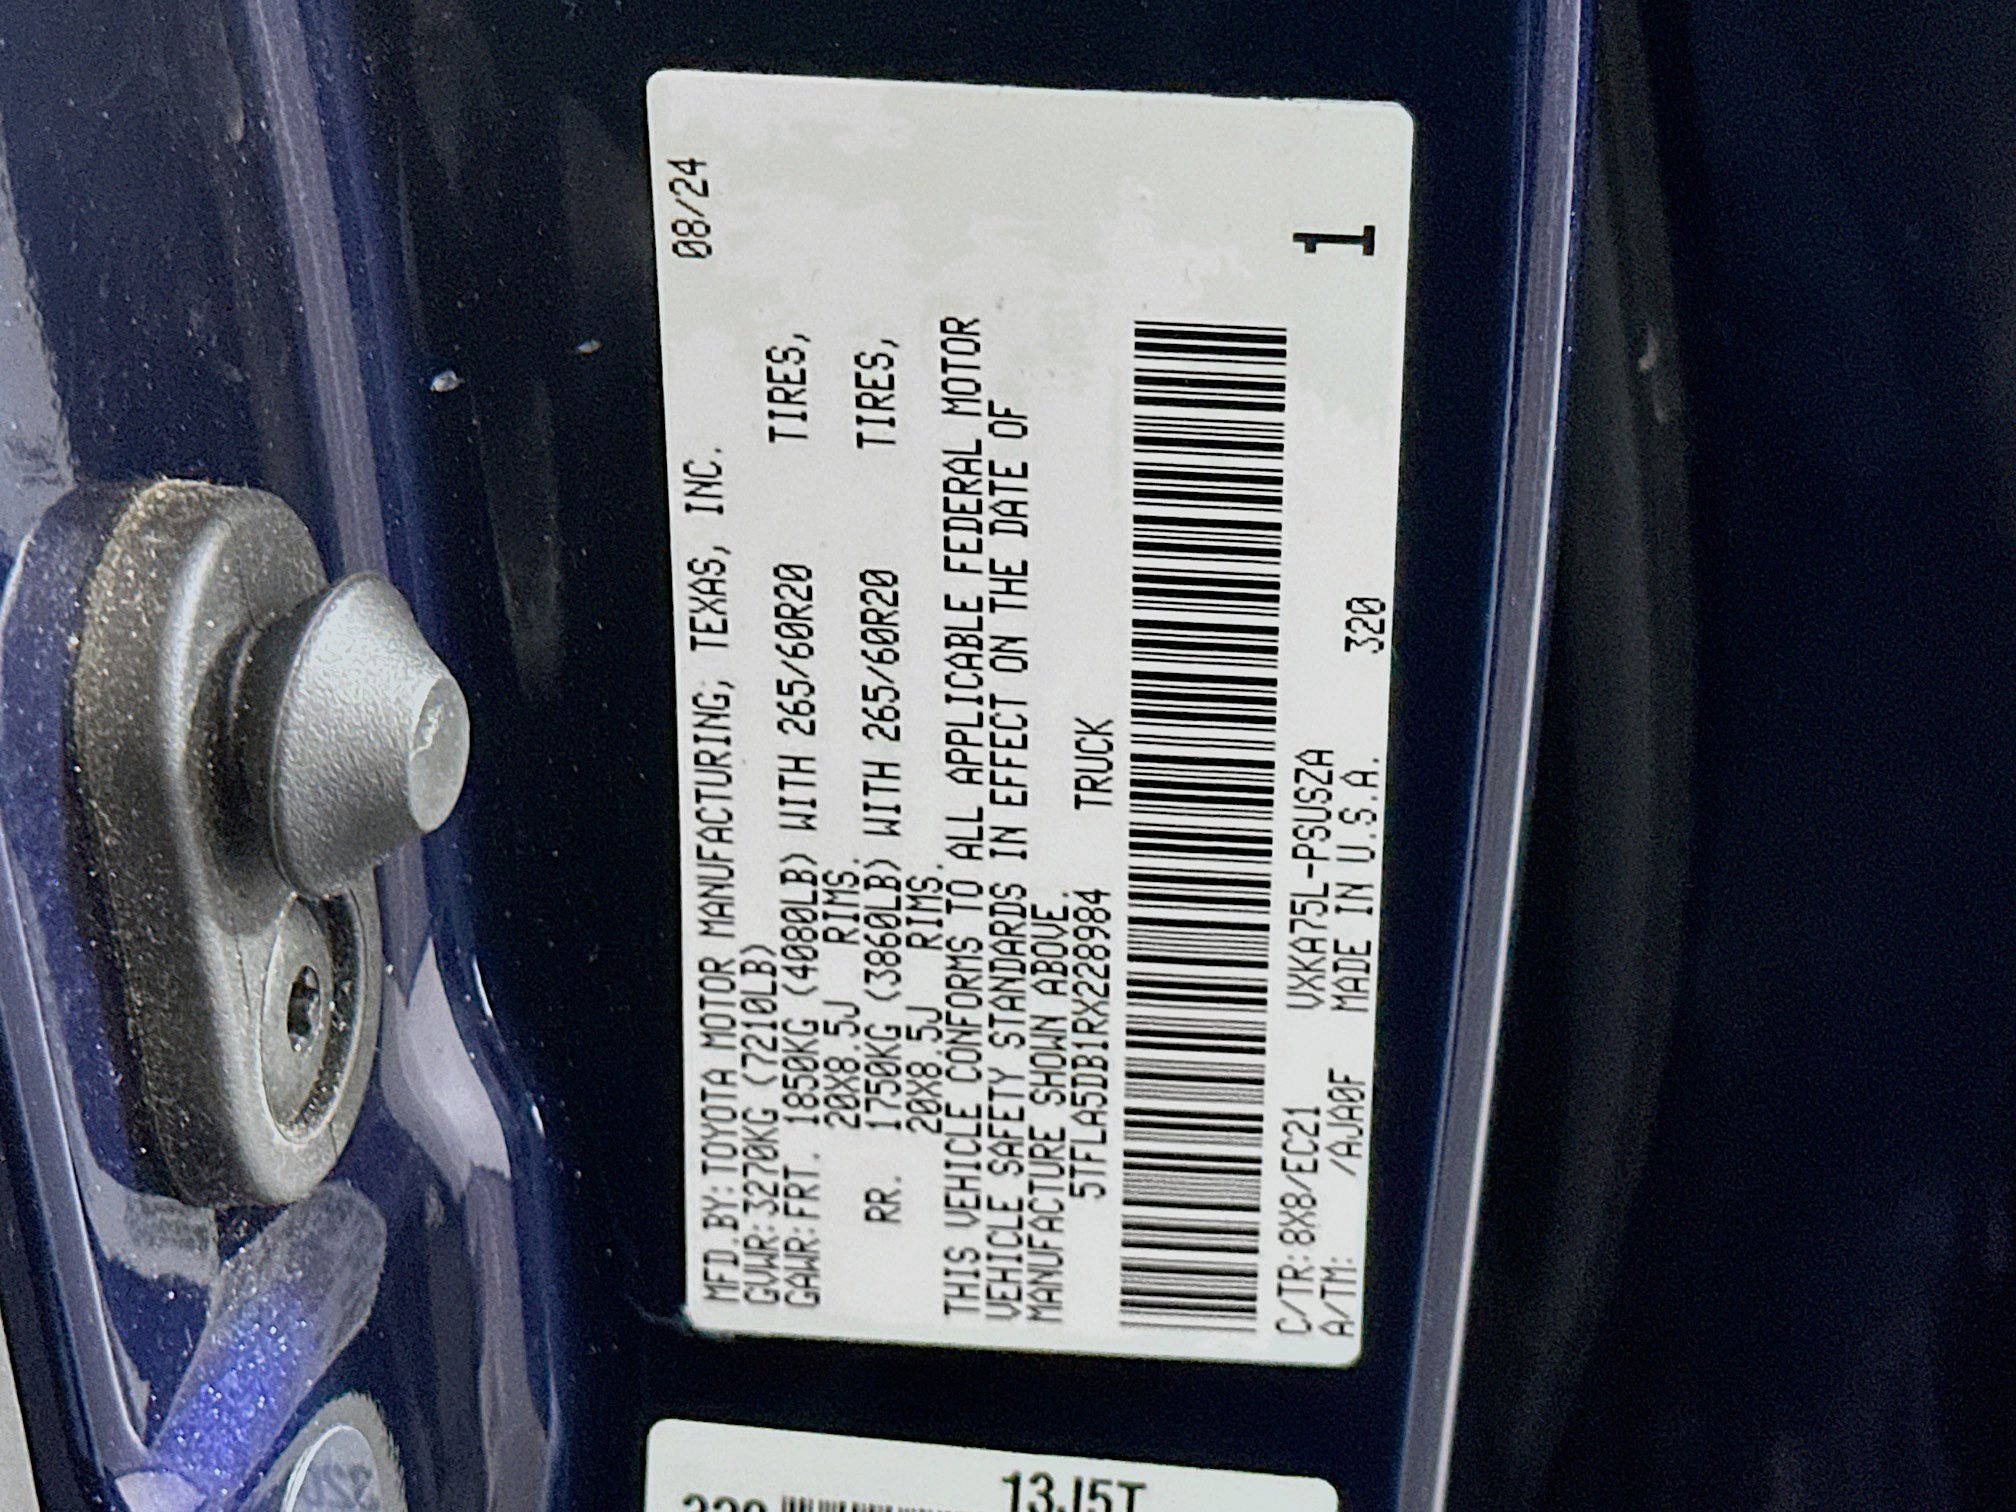 08/24
MFD.BY:TOYOTA MOTOR MANUFACTURING, TEXAS, INC.
GVWR:3270KG (7210LB)
GAWR:FRT. 1850KG (4080LB) WITH 265/60R20 TIRES,
20X8.5J RIMS.
RR. 1750KG (3860LB) WITH 265/60R20 TIRES,
20X8.5J RIMS.
THIS VEHICLE CONFORMS TO ALL APPLICABLE FEDERAL MOTOR
VEHICLE SAFETY STANDARDS IN EFFECT ON THE DATE OF
MANUFACTURE SHOWN ABOVE.
5TFLA5DB1RX228984 TRUCK
C/TR:8X8/EC21 VXKA75L-PSUSZA
A/TM: /AJA0F MADE IN U.S.A. 320
1
13J5T